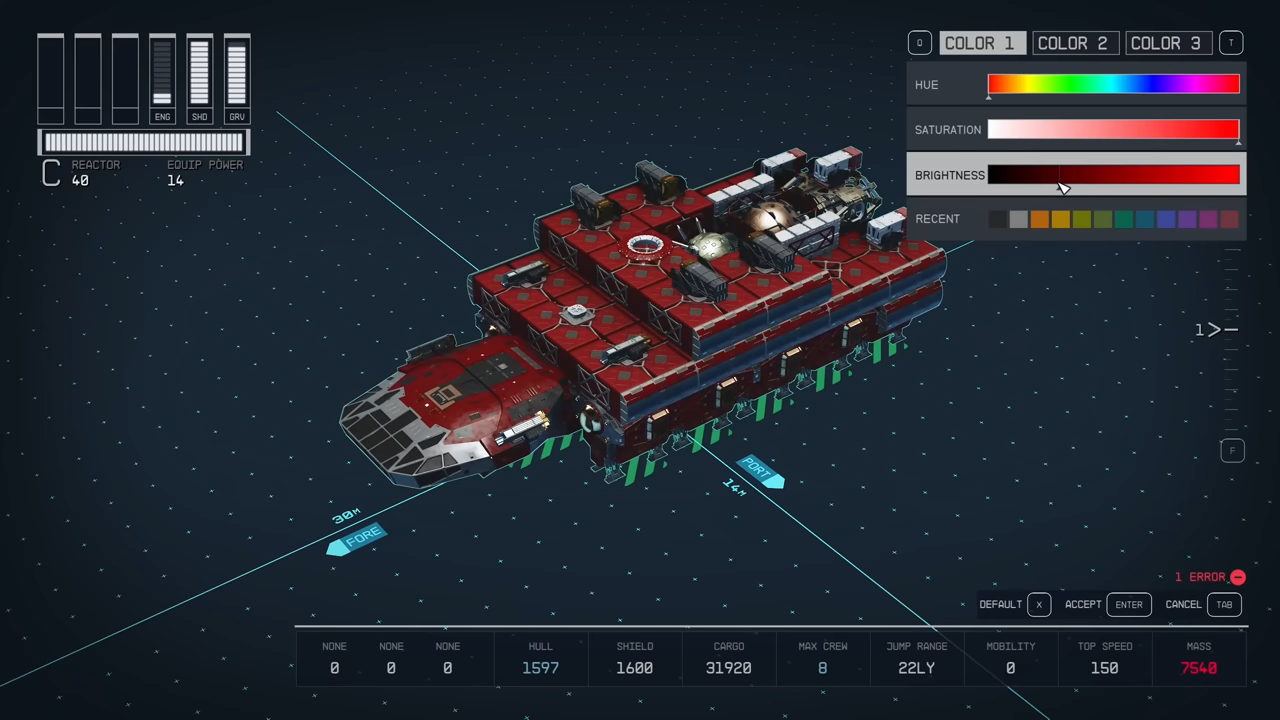 Q COLOR 1 COLOR 2 COLOR 3 T
HUE
SATURATION
BRIGHTNESS
RECENT
ENG SHD GRV
C REACTOR EQUIP POWER
40 14
1
F
PORT
14M
30M
FORE
1 ERROR
DEFAULT X ACCEPT ENTER CANCEL TAB
NONE NONE NONE HULL SHIELD CARGO MAX CREW JUMP RANGE MOBILITY TOP SPEED MASS
0 0 0 1597 1600 31920 8 22LY 0 150 7540